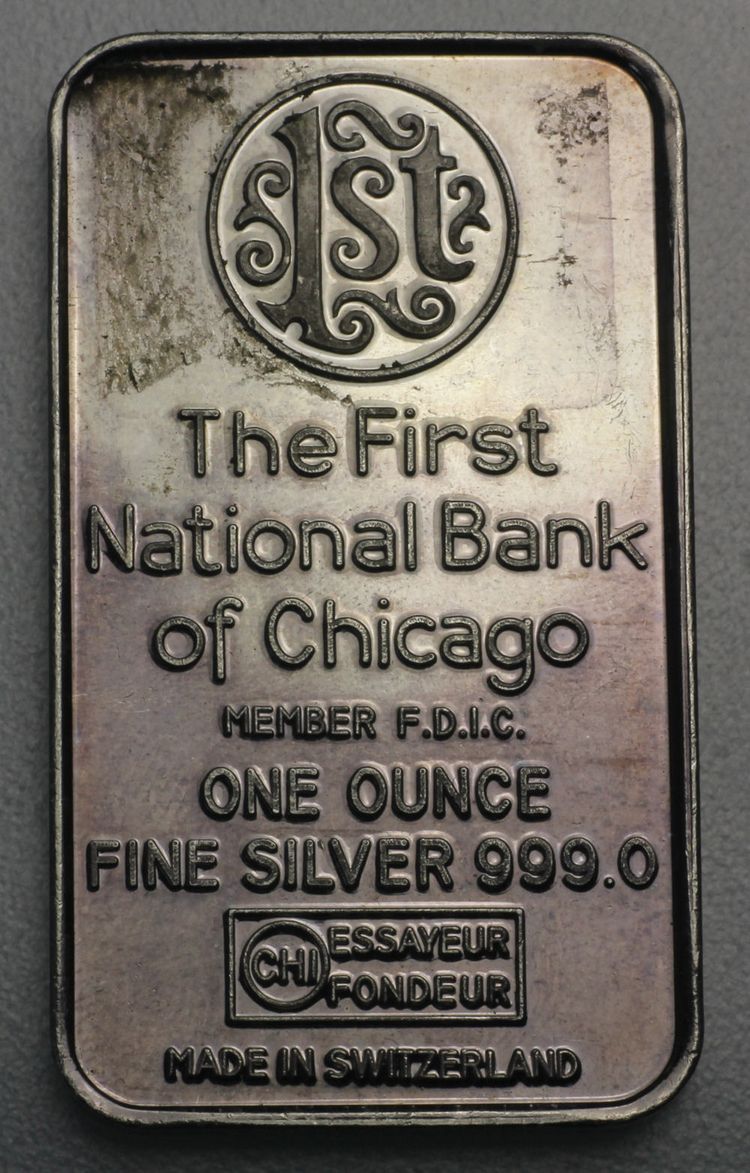 1st
The First
National Bank
of Chicago
MEMBER F.D.I.C.
ONE OUNCE
FINE SILVER 999.0
CHI ESSAYEUR
FONDEUR
MADE IN SWITZERLAND